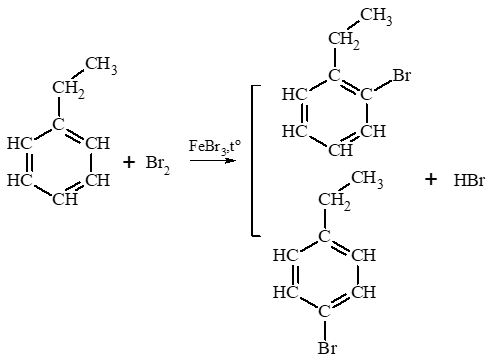 CH₃
CH₂
C
HC CH
HC CH
CH
+ Br₂
FeBr₃,t°
CH₃
CH₂
C Br
HC C
HC CH
CH
CH₃
CH₂
C
HC CH
HC CH
C
Br
+ HBr